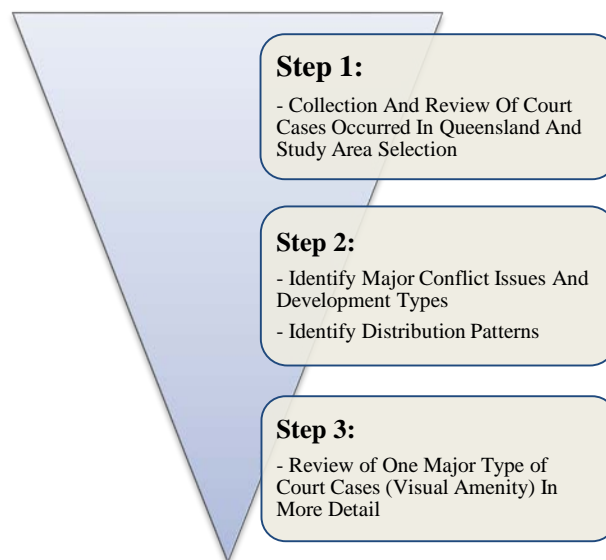 Step 1:
- Collection And Review Of Court
Cases Occurred In Queensland And
Study Area Selection
Step 2:
- Identify Major Conflict Issues And
Development Types
- Identify Distribution Patterns
Step 3:
- Review of One Major Type of
Court Cases (Visual Amenity) In
More Detail